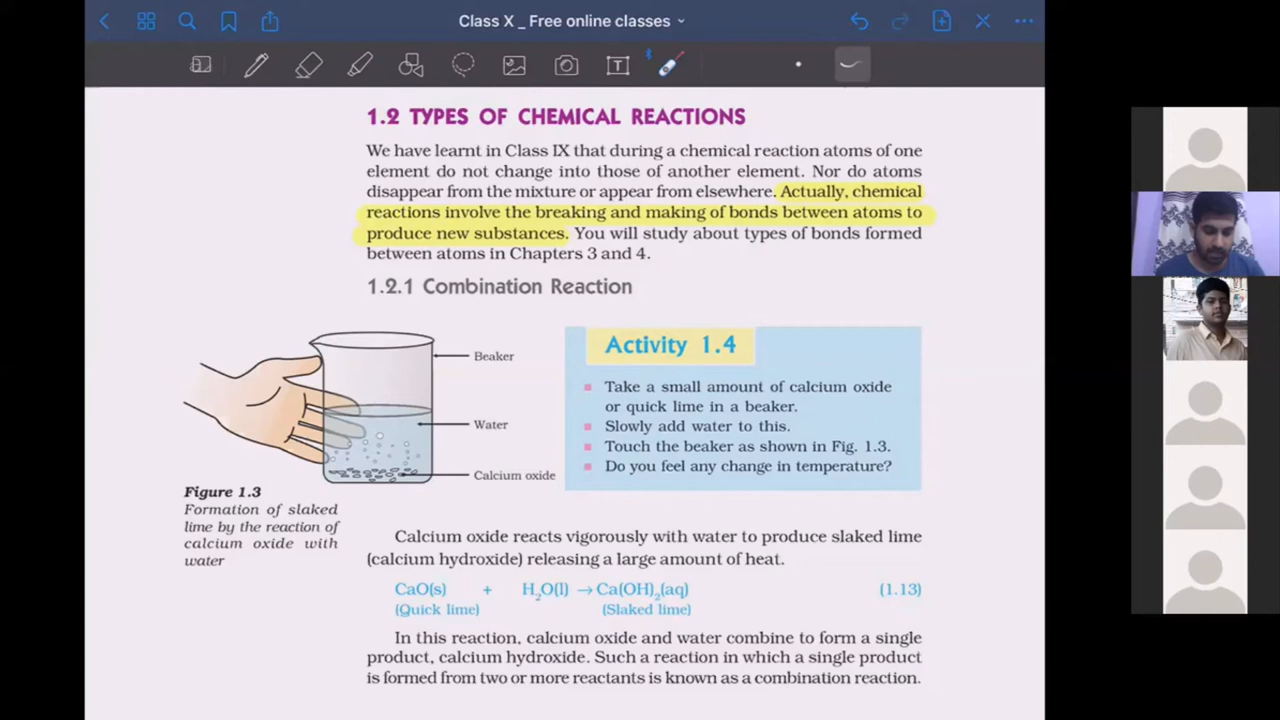 Class X _ Free online classes
T
1.2 TYPES OF CHEMICAL REACTIONS
We have learnt in Class IX that during a chemical reaction atoms of one
element do not change into those of another element. Nor do atoms
disappear from the mixture or appear from elsewhere. Actually, chemical
reactions involve the breaking and making of bonds between atoms to
produce new substances. You will study about types of bonds formed
between atoms in Chapters 3 and 4.
1.2.1 Combination Reaction
Beaker
Water
Calcium oxide
Figure 1.3
Formation of slaked
lime by the reaction of
calcium oxide with
water
Activity 1.4
Take a small amount of calcium oxide
or quick lime in a beaker.
Slowly add water to this.
Touch the beaker as shown in Fig. 1.3.
Do you feel any change in temperature?
Calcium oxide reacts vigorously with water to produce slaked lime
(calcium hydroxide) releasing a large amount of heat.
CaO(s) + H₂O(l) → Ca(OH)₂(aq) (1.13)
(Quick lime) (Slaked lime)
In this reaction, calcium oxide and water combine to form a single
product, calcium hydroxide. Such a reaction in which a single product
is formed from two or more reactants is known as a combination reaction.